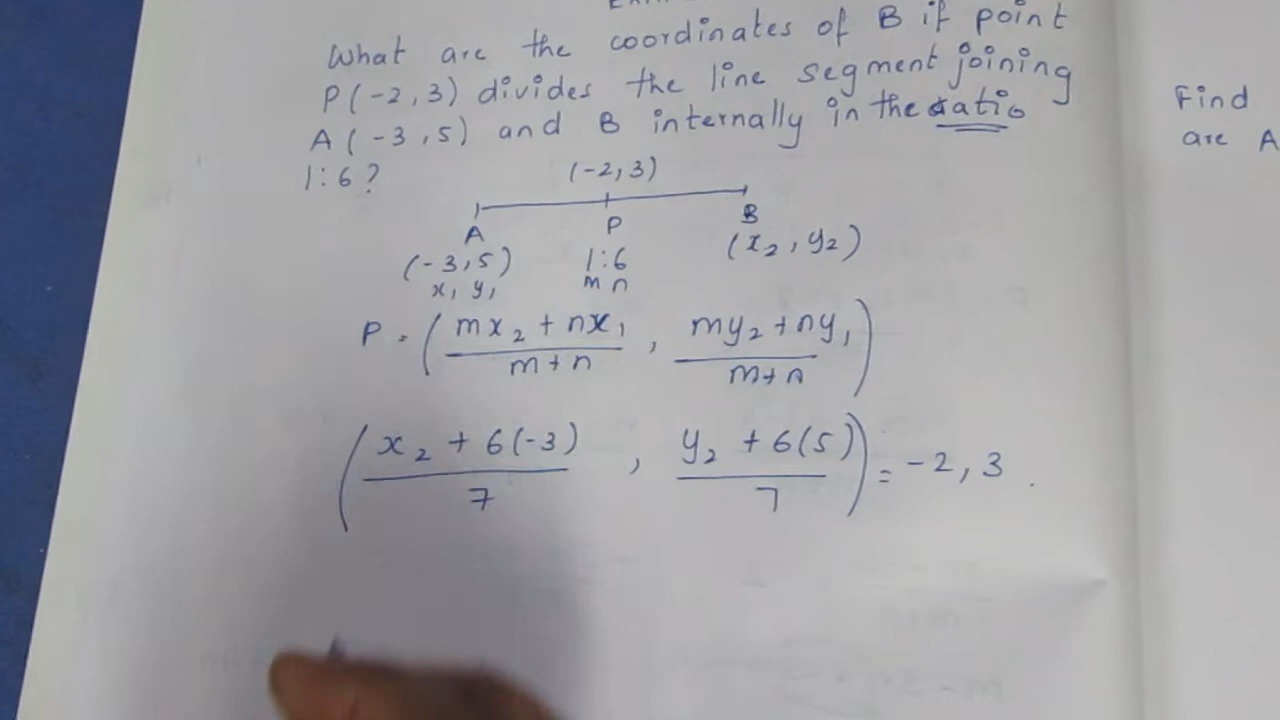 What are the coordinates of B if point
P(-2,3) divides the line segment joining
A(-3,5) and B internally in the ratio
1:6?
(-2,3)
A P B
(-3,5) 1:6 (x₂, y₂)
x₁ y₁ m n
P = (mx₂ + nx₁ / m+n , my₂ + ny₁ / m+n)
(x₂ + 6(-3) / 7 , y₂ + 6(5) / 7) = -2, 3
Find
are A